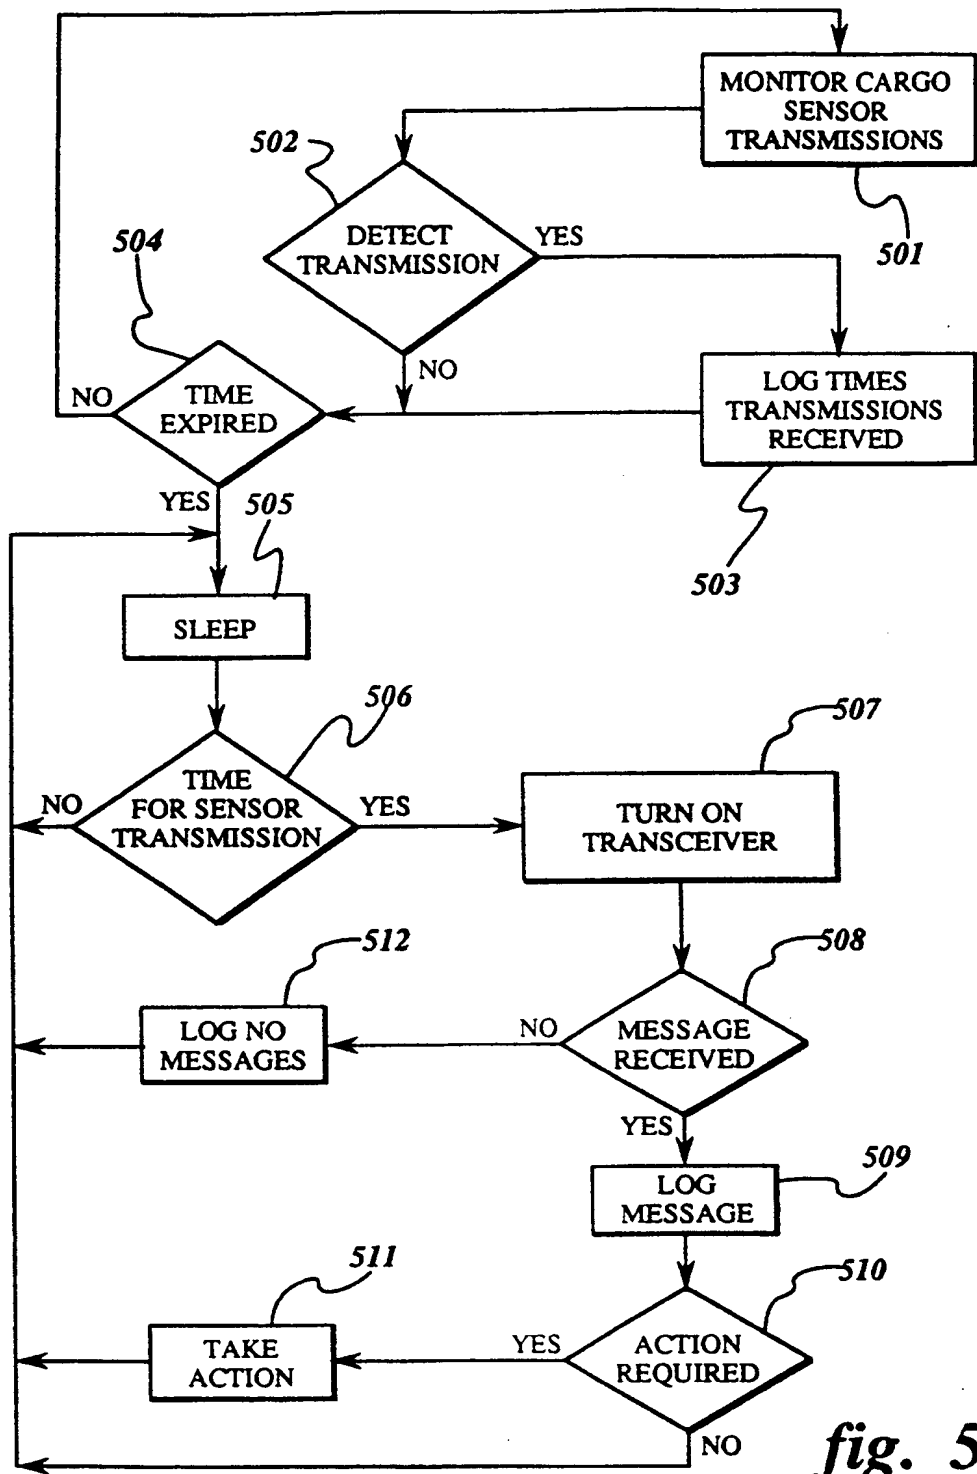 MONITOR CARGO
SENSOR
TRANSMISSIONS
501
502
DETECT
TRANSMISSION
YES
NO
504
TIME
EXPIRED
NO
YES
LOG TIMES
TRANSMISSIONS
RECEIVED
503
505
SLEEP
506
TIME
FOR SENSOR
TRANSMISSION
NO
YES
507
TURN ON
TRANSCEIVER
508
MESSAGE
RECEIVED
NO
YES
512
LOG NO
MESSAGES
509
LOG
MESSAGE
510
ACTION
REQUIRED
YES
NO
511
TAKE
ACTION
fig. 5